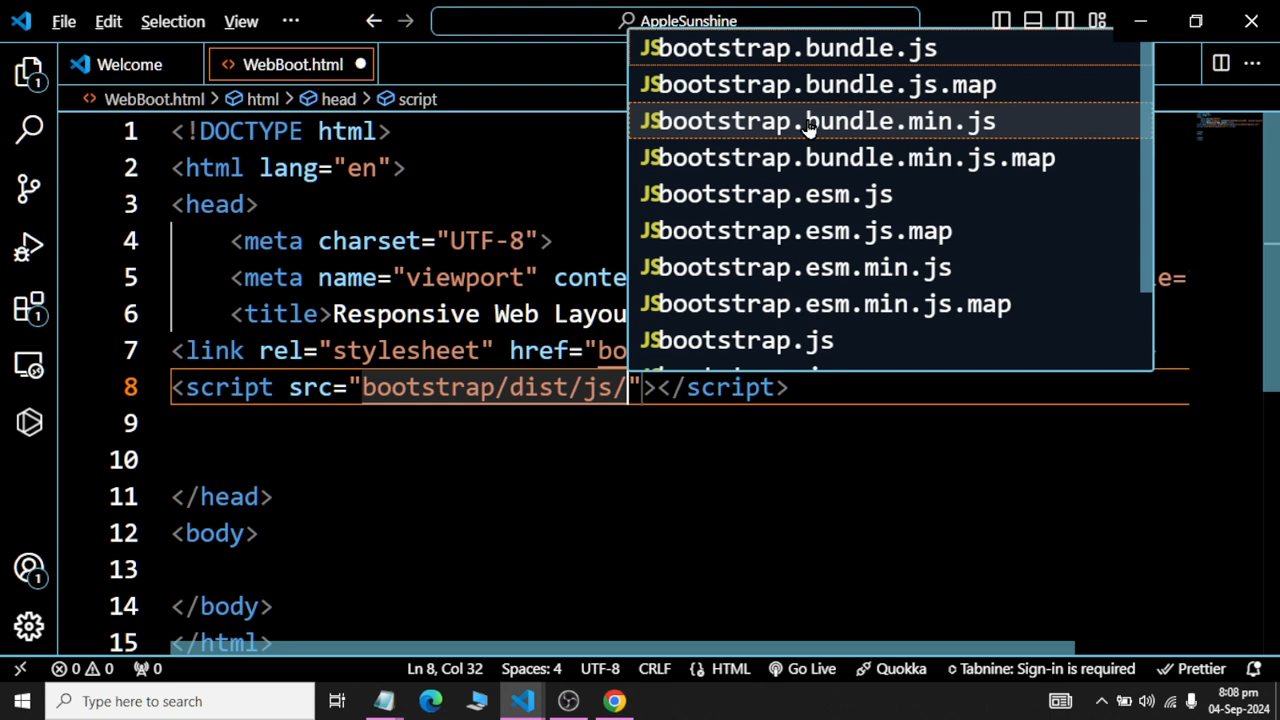 File Edit Selection View ··· AppleSunshine
Welcome WebBoot.html
WebBoot.html > html > head > script
bootstrap.bundle.js
bootstrap.bundle.js.map
bootstrap.bundle.min.js
bootstrap.bundle.min.js.map
bootstrap.esm.js
bootstrap.esm.js.map
bootstrap.esm.min.js
bootstrap.esm.min.js.map
bootstrap.js
1 <!DOCTYPE html>
2 <html lang="en">
3 <head>
4 <meta charset="UTF-8">
5 <meta name="viewport" conte
6 <title>Responsive Web Layou
7 <link rel="stylesheet" href="bo
8 <script src="bootstrap/dist/js/"></script>
9
10
11 </head>
12 <body>
13
14 </body>
15 </html>
0 0 0 Ln 8, Col 32 Spaces: 4 UTF-8 CRLF HTML Go Live Quokka Tabnine: Sign-in is required Prettier
Type here to search
8:08 pm
04-Sep-2024